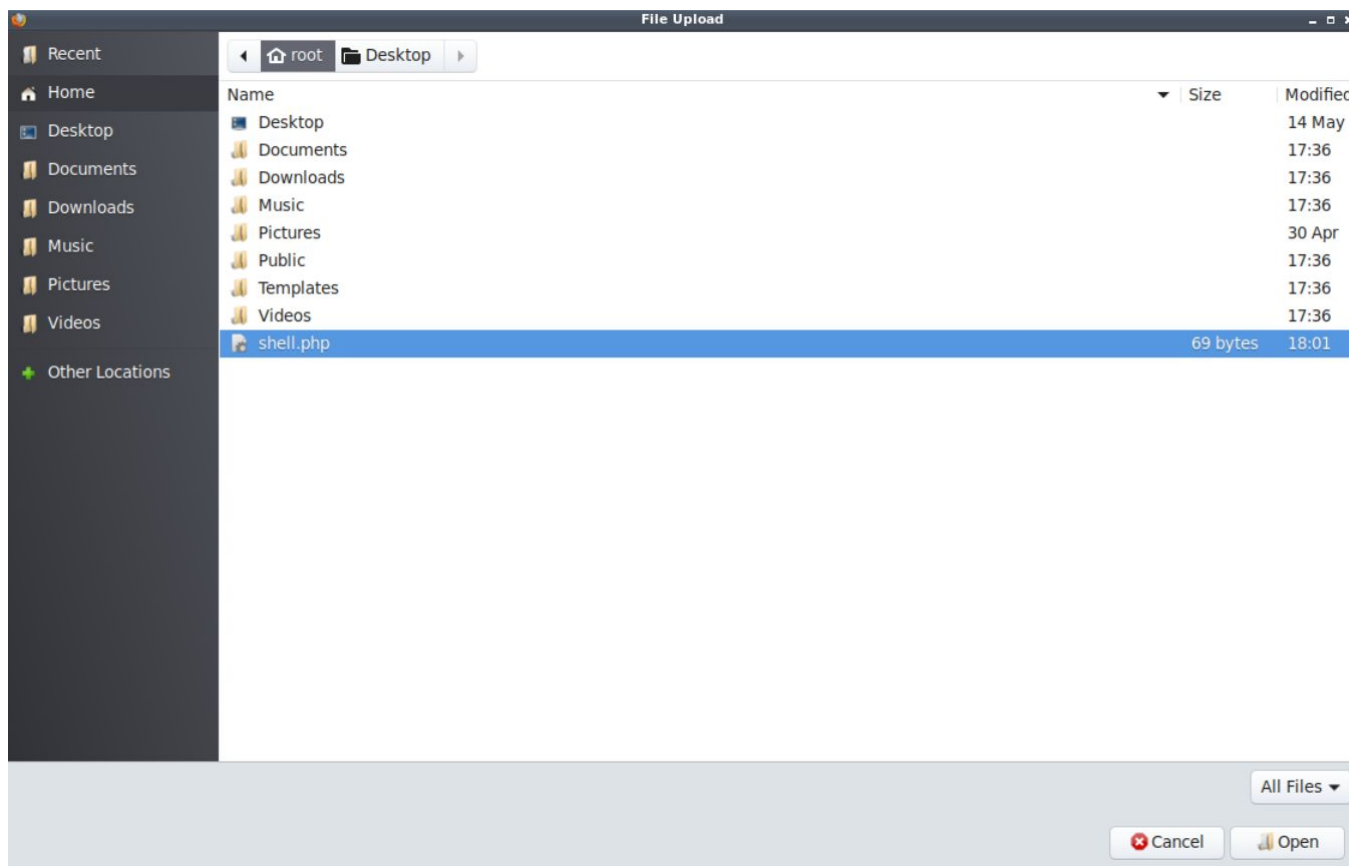 File Upload
Recent
Home
Desktop
Documents
Downloads
Music
Pictures
Videos
Other Locations
root Desktop
Name Size Modified
Desktop 14 May
Documents 17:36
Downloads 17:36
Music 17:36
Pictures 30 Apr
Public 17:36
Templates 17:36
Videos 17:36
shell.php 69 bytes 18:01
All Files
Cancel Open